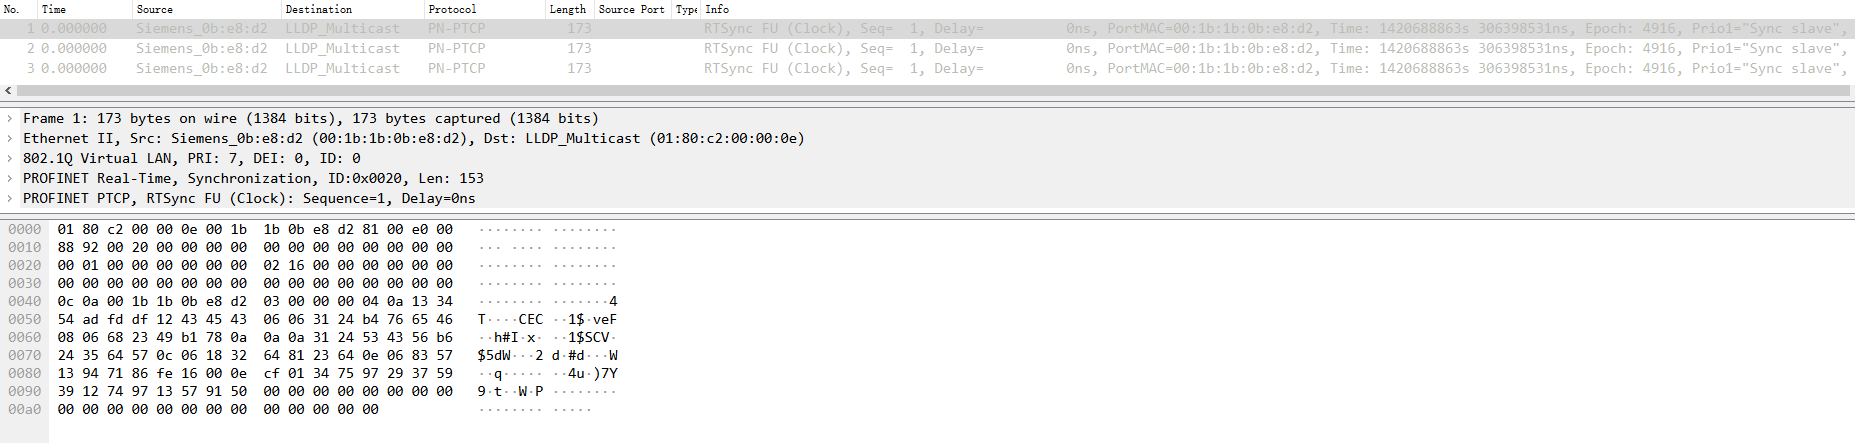 No. Time Source Destination Protocol Length Source Port Type Info
1 0.000000 Siemens_0b:e8:d2 LLDP_Multicast PN-PTCP 173 RTSync FU (Clock), Seq= 1, Delay= 0ns, PortMAC=00:1b:1b:0b:e8:d2, Time: 1420688863s 306398531ns, Epoch: 4916, Prio1="Sync slave",
2 0.000000 Siemens_0b:e8:d2 LLDP_Multicast PN-PTCP 173 RTSync FU (Clock), Seq= 1, Delay= 0ns, PortMAC=00:1b:1b:0b:e8:d2, Time: 1420688863s 306398531ns, Epoch: 4916, Prio1="Sync slave",
3 0.000000 Siemens_0b:e8:d2 LLDP_Multicast PN-PTCP 173 RTSync FU (Clock), Seq= 1, Delay= 0ns, PortMAC=00:1b:1b:0b:e8:d2, Time: 1420688863s 306398531ns, Epoch: 4916, Prio1="Sync slave",
Frame 1: 173 bytes on wire (1384 bits), 173 bytes captured (1384 bits)
Ethernet II, Src: Siemens_0b:e8:d2 (00:1b:1b:0b:e8:d2), Dst: LLDP_Multicast (01:80:c2:00:00:0e)
802.1Q Virtual LAN, PRI: 7, DEI: 0, ID: 0
PROFINET Real-Time, Synchronization, ID:0x0020, Len: 153
PROFINET PTCP, RTSync FU (Clock): Sequence=1, Delay=0ns
0000 01 80 c2 00 00 0e 00 1b 1b 0b e8 d2 81 00 e0 00 ········ ········
0010 88 92 00 20 00 00 00 00 00 00 00 00 00 00 00 00 ··· ···· ········
0020 00 01 00 00 00 00 00 00 02 16 00 00 00 00 00 00 ········ ········
0030 00 00 00 00 00 00 00 00 00 00 00 00 00 00 00 00 ········ ········
0040 0c 0a 00 1b 1b 0b e8 d2 03 00 00 00 04 0a 13 34 ········ ·······4
0050 54 ad fd df 12 43 45 43 06 06 31 24 b4 76 65 46 T····CEC ··1$·veF
0060 08 06 68 23 49 b1 78 0a 0a 0a 31 24 53 43 56 b6 ··h#I·x· ··1$SCV·
0070 24 35 64 57 0c 06 18 32 64 81 23 64 0e 06 83 57 $5dW···2 d·#d···W
0080 13 94 71 86 fe 16 00 0e cf 01 34 75 97 29 37 59 ··q····· ··4u·)7Y
0090 39 12 74 97 13 57 91 50 00 00 00 00 00 00 00 00 9·t··W·P ········
00a0 00 00 00 00 00 00 00 00 00 00 00 00 00 ········ ·····